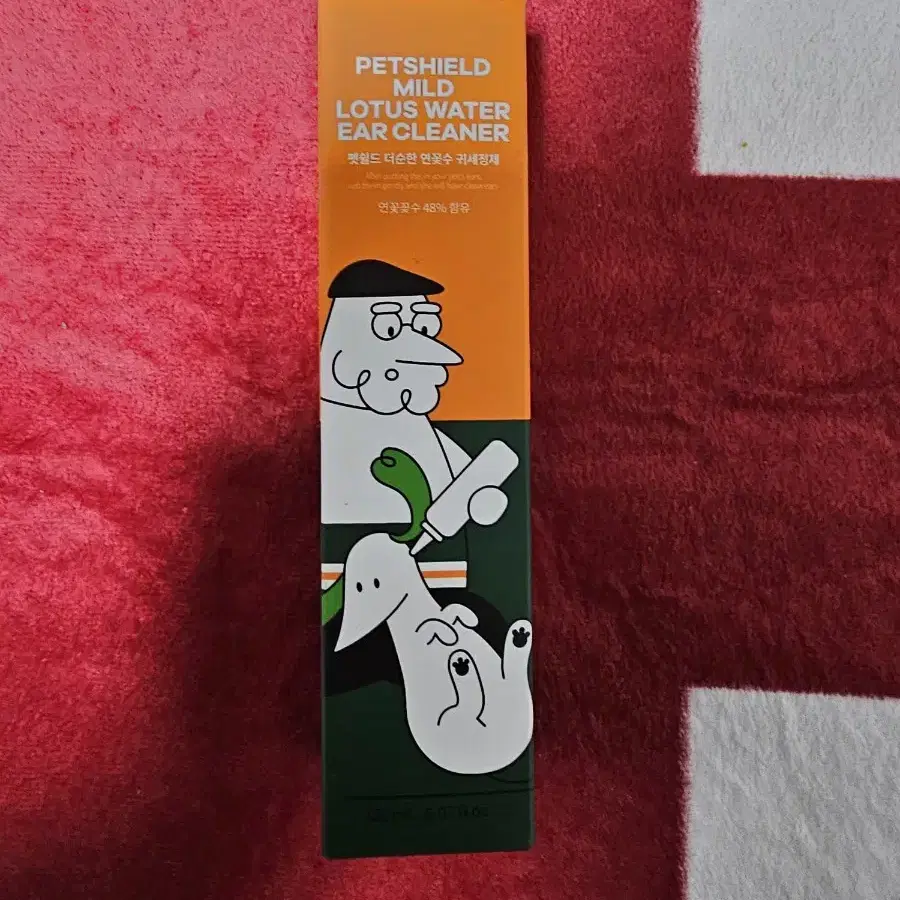 PETSHIELD
MILD
LOTUS WATER
EAR CLEANER
펫쉴드 더순한 연꽃수 귀세정제
연꽃꽃수 48% 함유